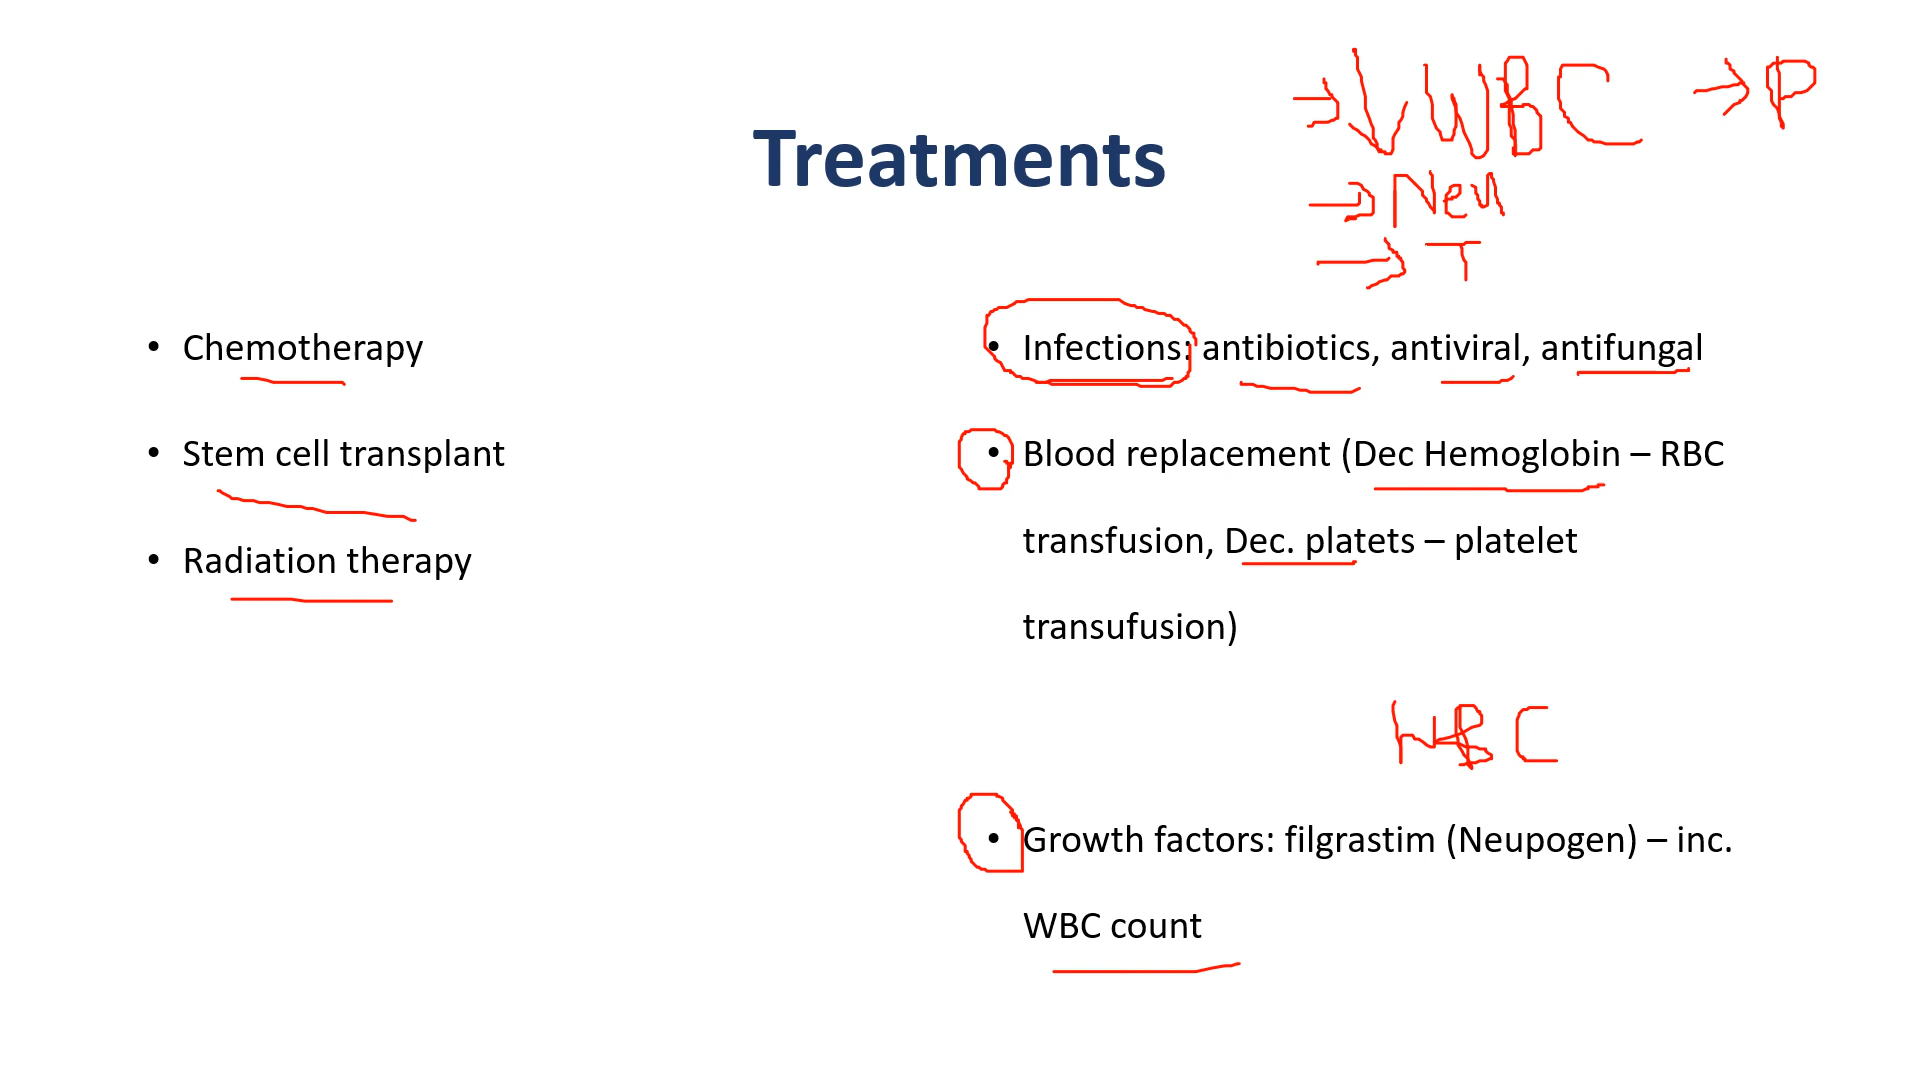 → ↓ WBC → P
Treatments
→ Neu
→ T
• Chemotherapy
• Stem cell transplant
• Radiation therapy
• Infections: antibiotics, antiviral, antifungal
• Blood replacement (Dec Hemoglobin – RBC
transfusion, Dec. platets – platelet
transufusion)
WBC
• Growth factors: filgrastim (Neupogen) – inc.
WBC count